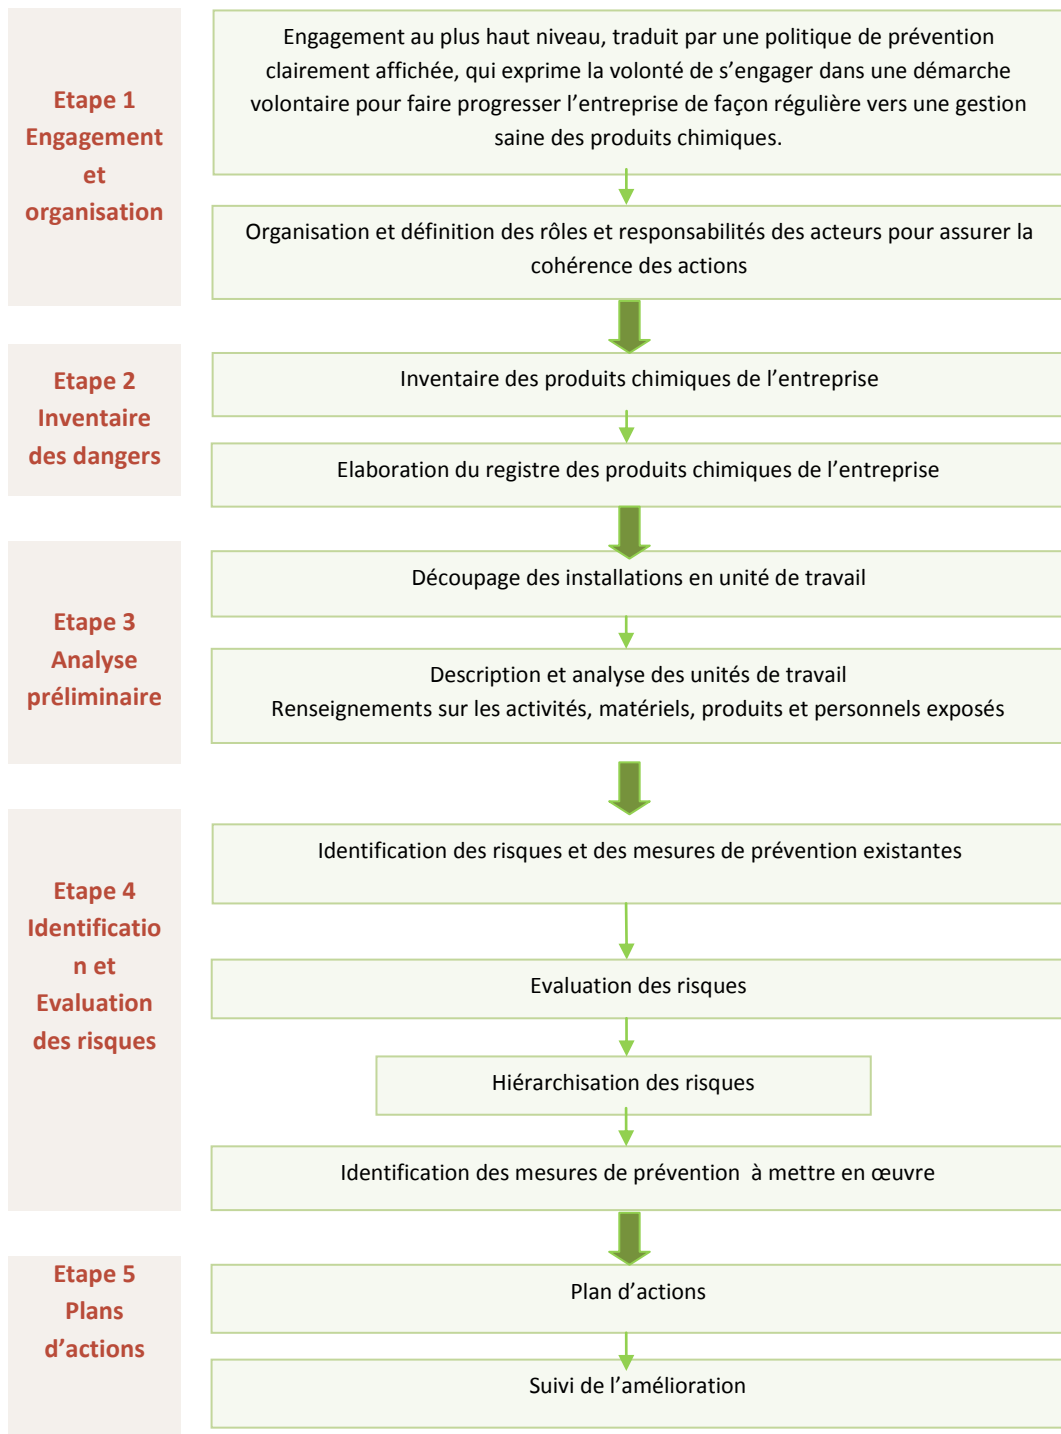 Etape 1
Engagement
et
organisation
Engagement au plus haut niveau, traduit par une politique de prévention
clairement affichée, qui exprime la volonté de s’engager dans une démarche
volontaire pour faire progresser l’entreprise de façon régulière vers une gestion
saine des produits chimiques.
Organisation et définition des rôles et responsabilités des acteurs pour assurer la
cohérence des actions
Etape 2
Inventaire
des dangers
Inventaire des produits chimiques de l’entreprise
Elaboration du registre des produits chimiques de l’entreprise
Etape 3
Analyse
préliminaire
Découpage des installations en unité de travail
Description et analyse des unités de travail
Renseignements sur les activités, matériels, produits et personnels exposés
Etape 4
Identificatio
n et
Evaluation
des risques
Identification des risques et des mesures de prévention existantes
Evaluation des risques
Hiérarchisation des risques
Identification des mesures de prévention  à mettre en œuvre
Etape 5
Plans
d’actions
Plan d’actions
Suivi de l’amélioration